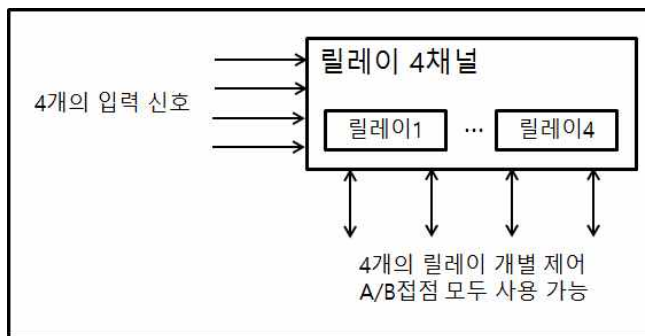 릴레이 4채널
4개의 입력 신호
릴레이1 ... 릴레이4
4개의 릴레이 개별 제어
A/B접점 모두 사용 가능